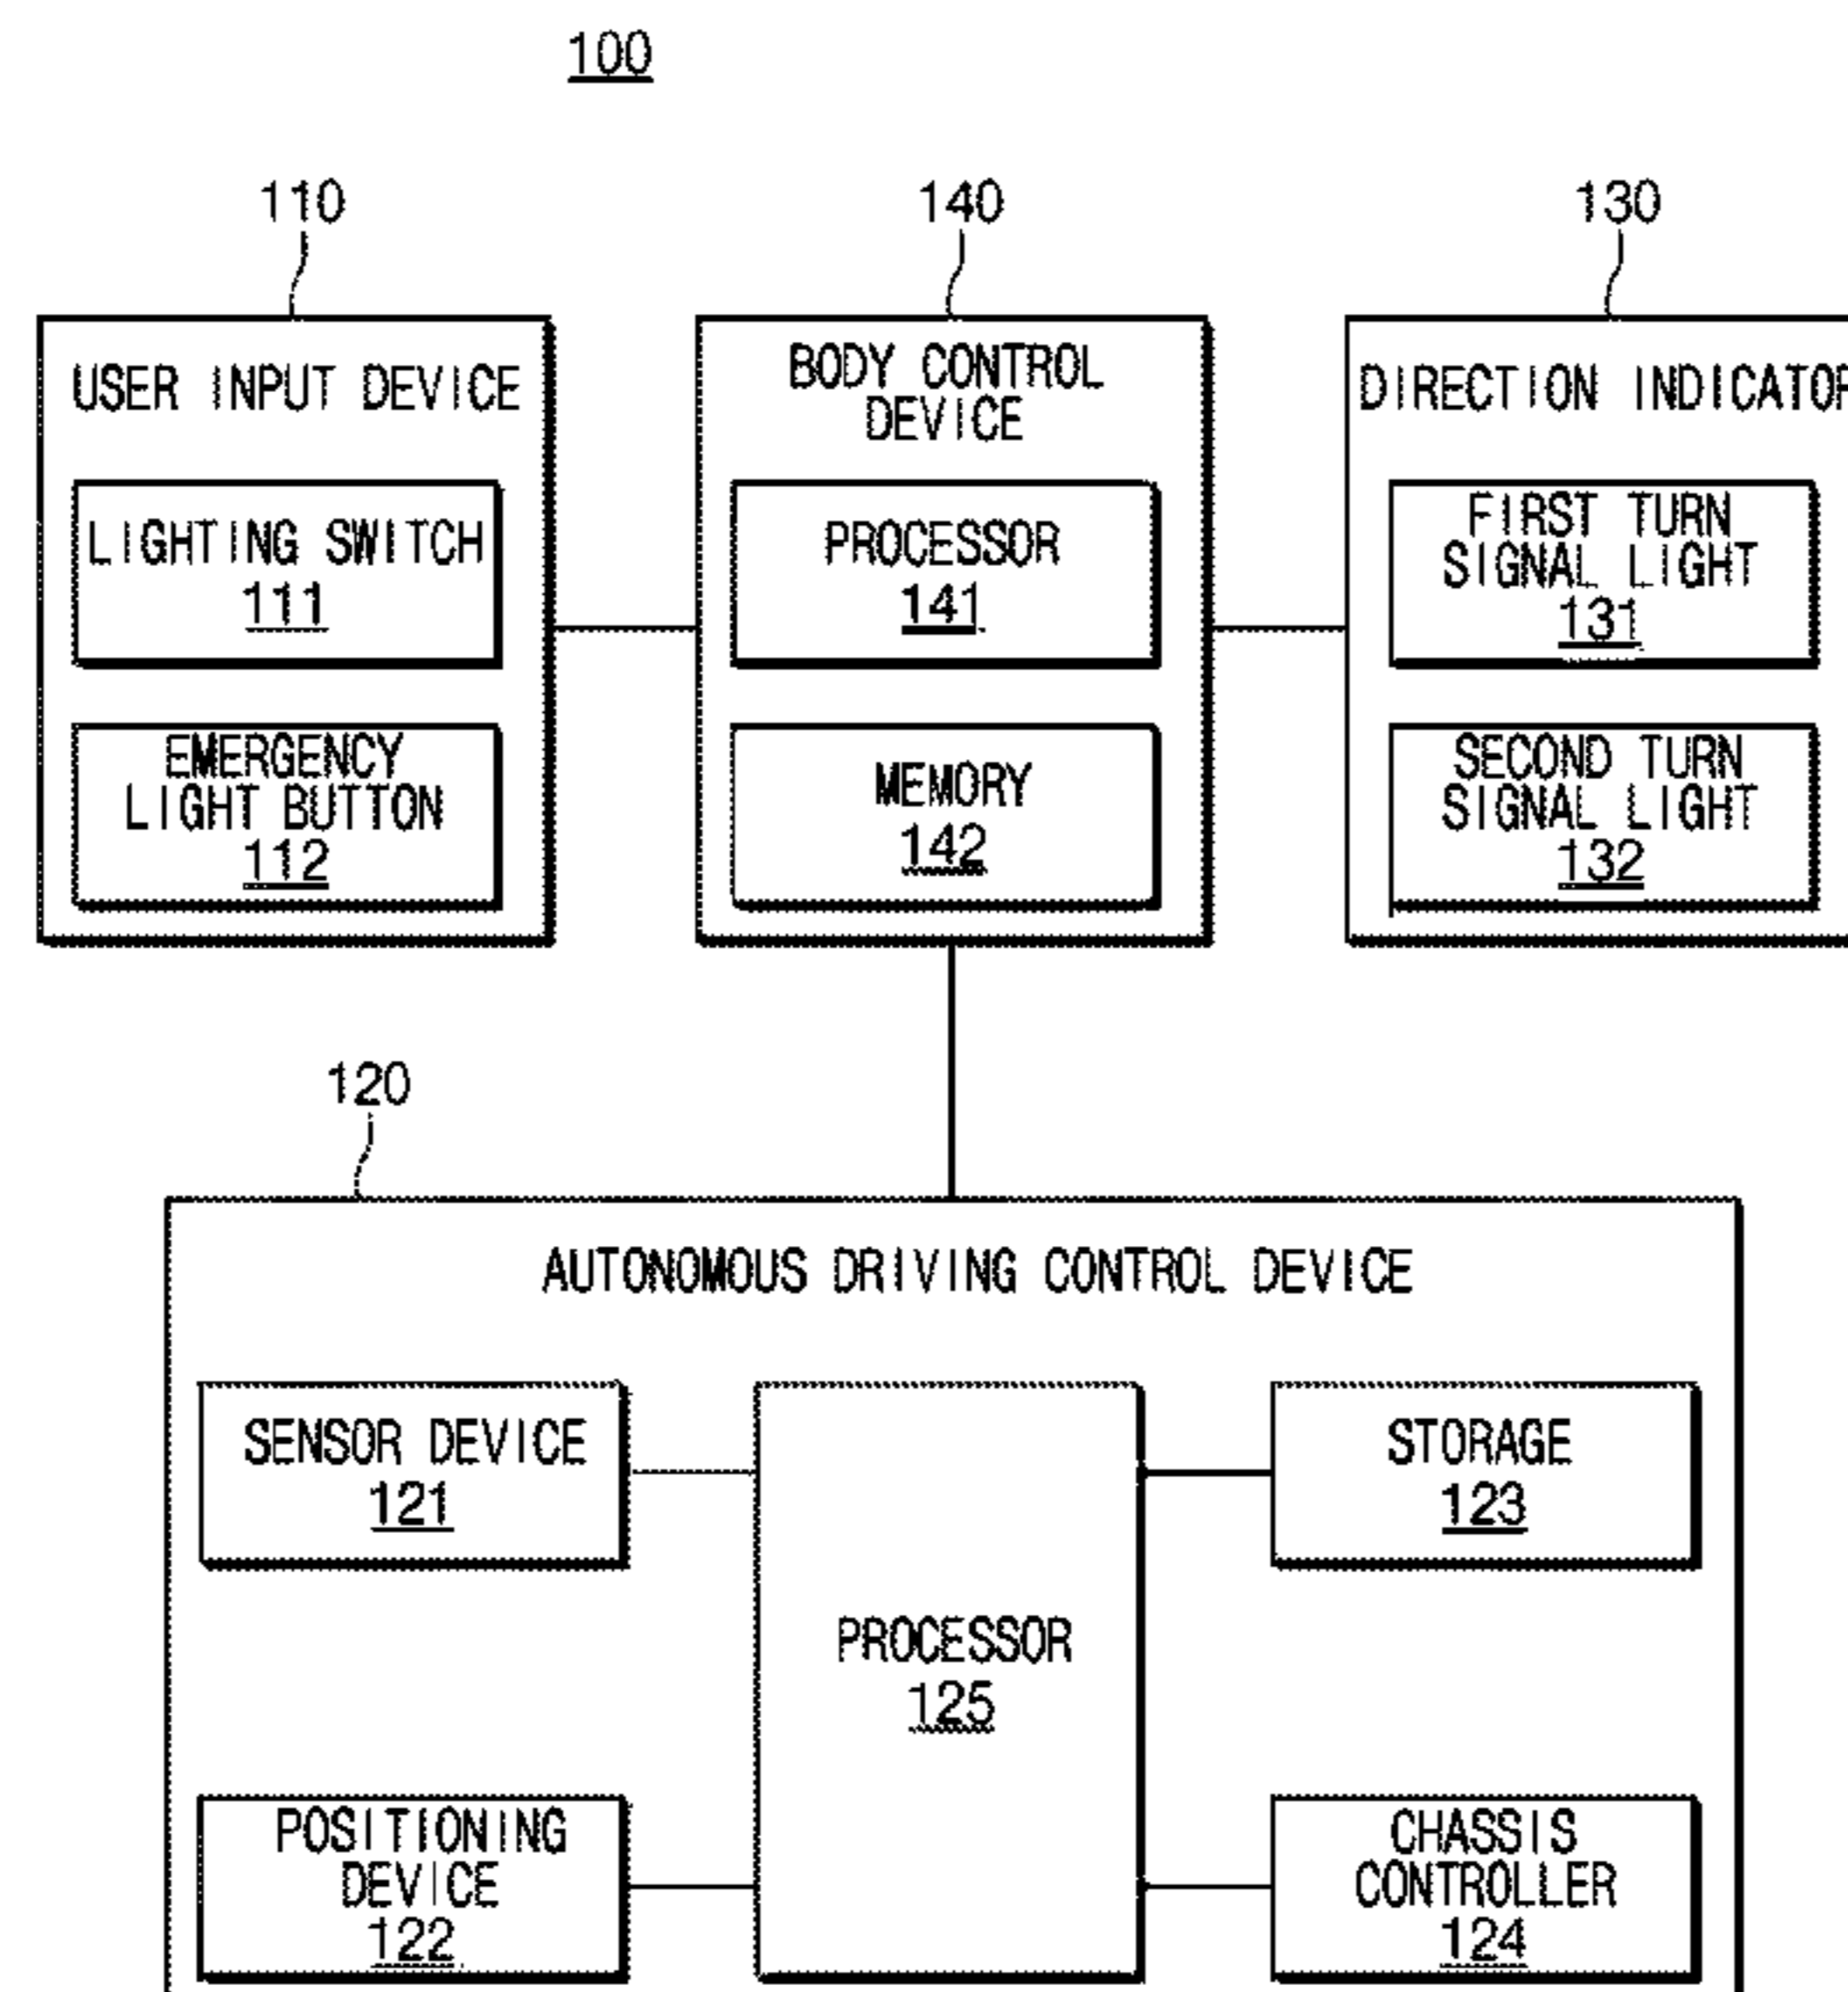 100
110
140
130
USER INPUT DEVICE
LIGHTING SWITCH
111
EMERGENCY
LIGHT BUTTON
112
BODY CONTROL
DEVICE
PROCESSOR
141
MEMORY
142
DIRECTION INDICATOR
FIRST TURN
SIGNAL LIGHT
131
SECOND TURN
SIGNAL LIGHT
132
120
AUTONOMOUS DRIVING CONTROL DEVICE
SENSOR DEVICE
121
POSITIONING
DEVICE
122
PROCESSOR
125
STORAGE
123
CHASSIS
CONTROLLER
124